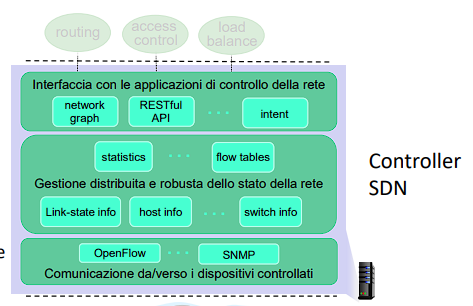 routing
access
control
load
balance
Interfaccia con le applicazioni di controllo della rete
network
graph
RESTful
API
...
intent
statistics
...
flow tables
Gestione distribuita e robusta dello stato della rete
Link-state info
host info
...
switch info
OpenFlow
...
SNMP
Comunicazione da/verso i dispositivi controllati
Controller
SDN
e